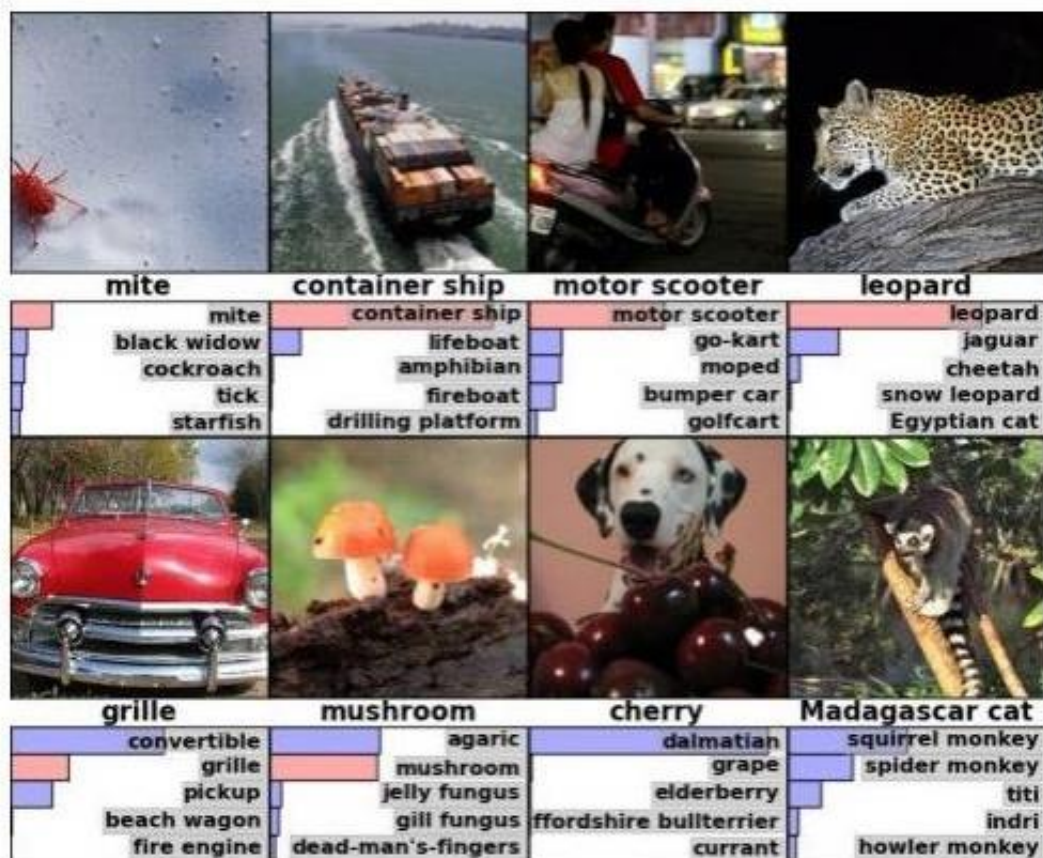 mite container ship motor scooter leopard
mite container ship motor scooter leopard
black widow lifeboat go-kart jaguar
cockroach amphibian moped cheetah
tick fireboat bumper car snow leopard
starfish drilling platform golfcart Egyptian cat
grille mushroom cherry Madagascar cat
convertible agaric dalmatian squirrel monkey
grille mushroom grape spider monkey
pickup jelly fungus elderberry titi
beach wagon gill fungus ffordshire bullterrier indri
fire engine dead-man's-fingers currant howler monkey